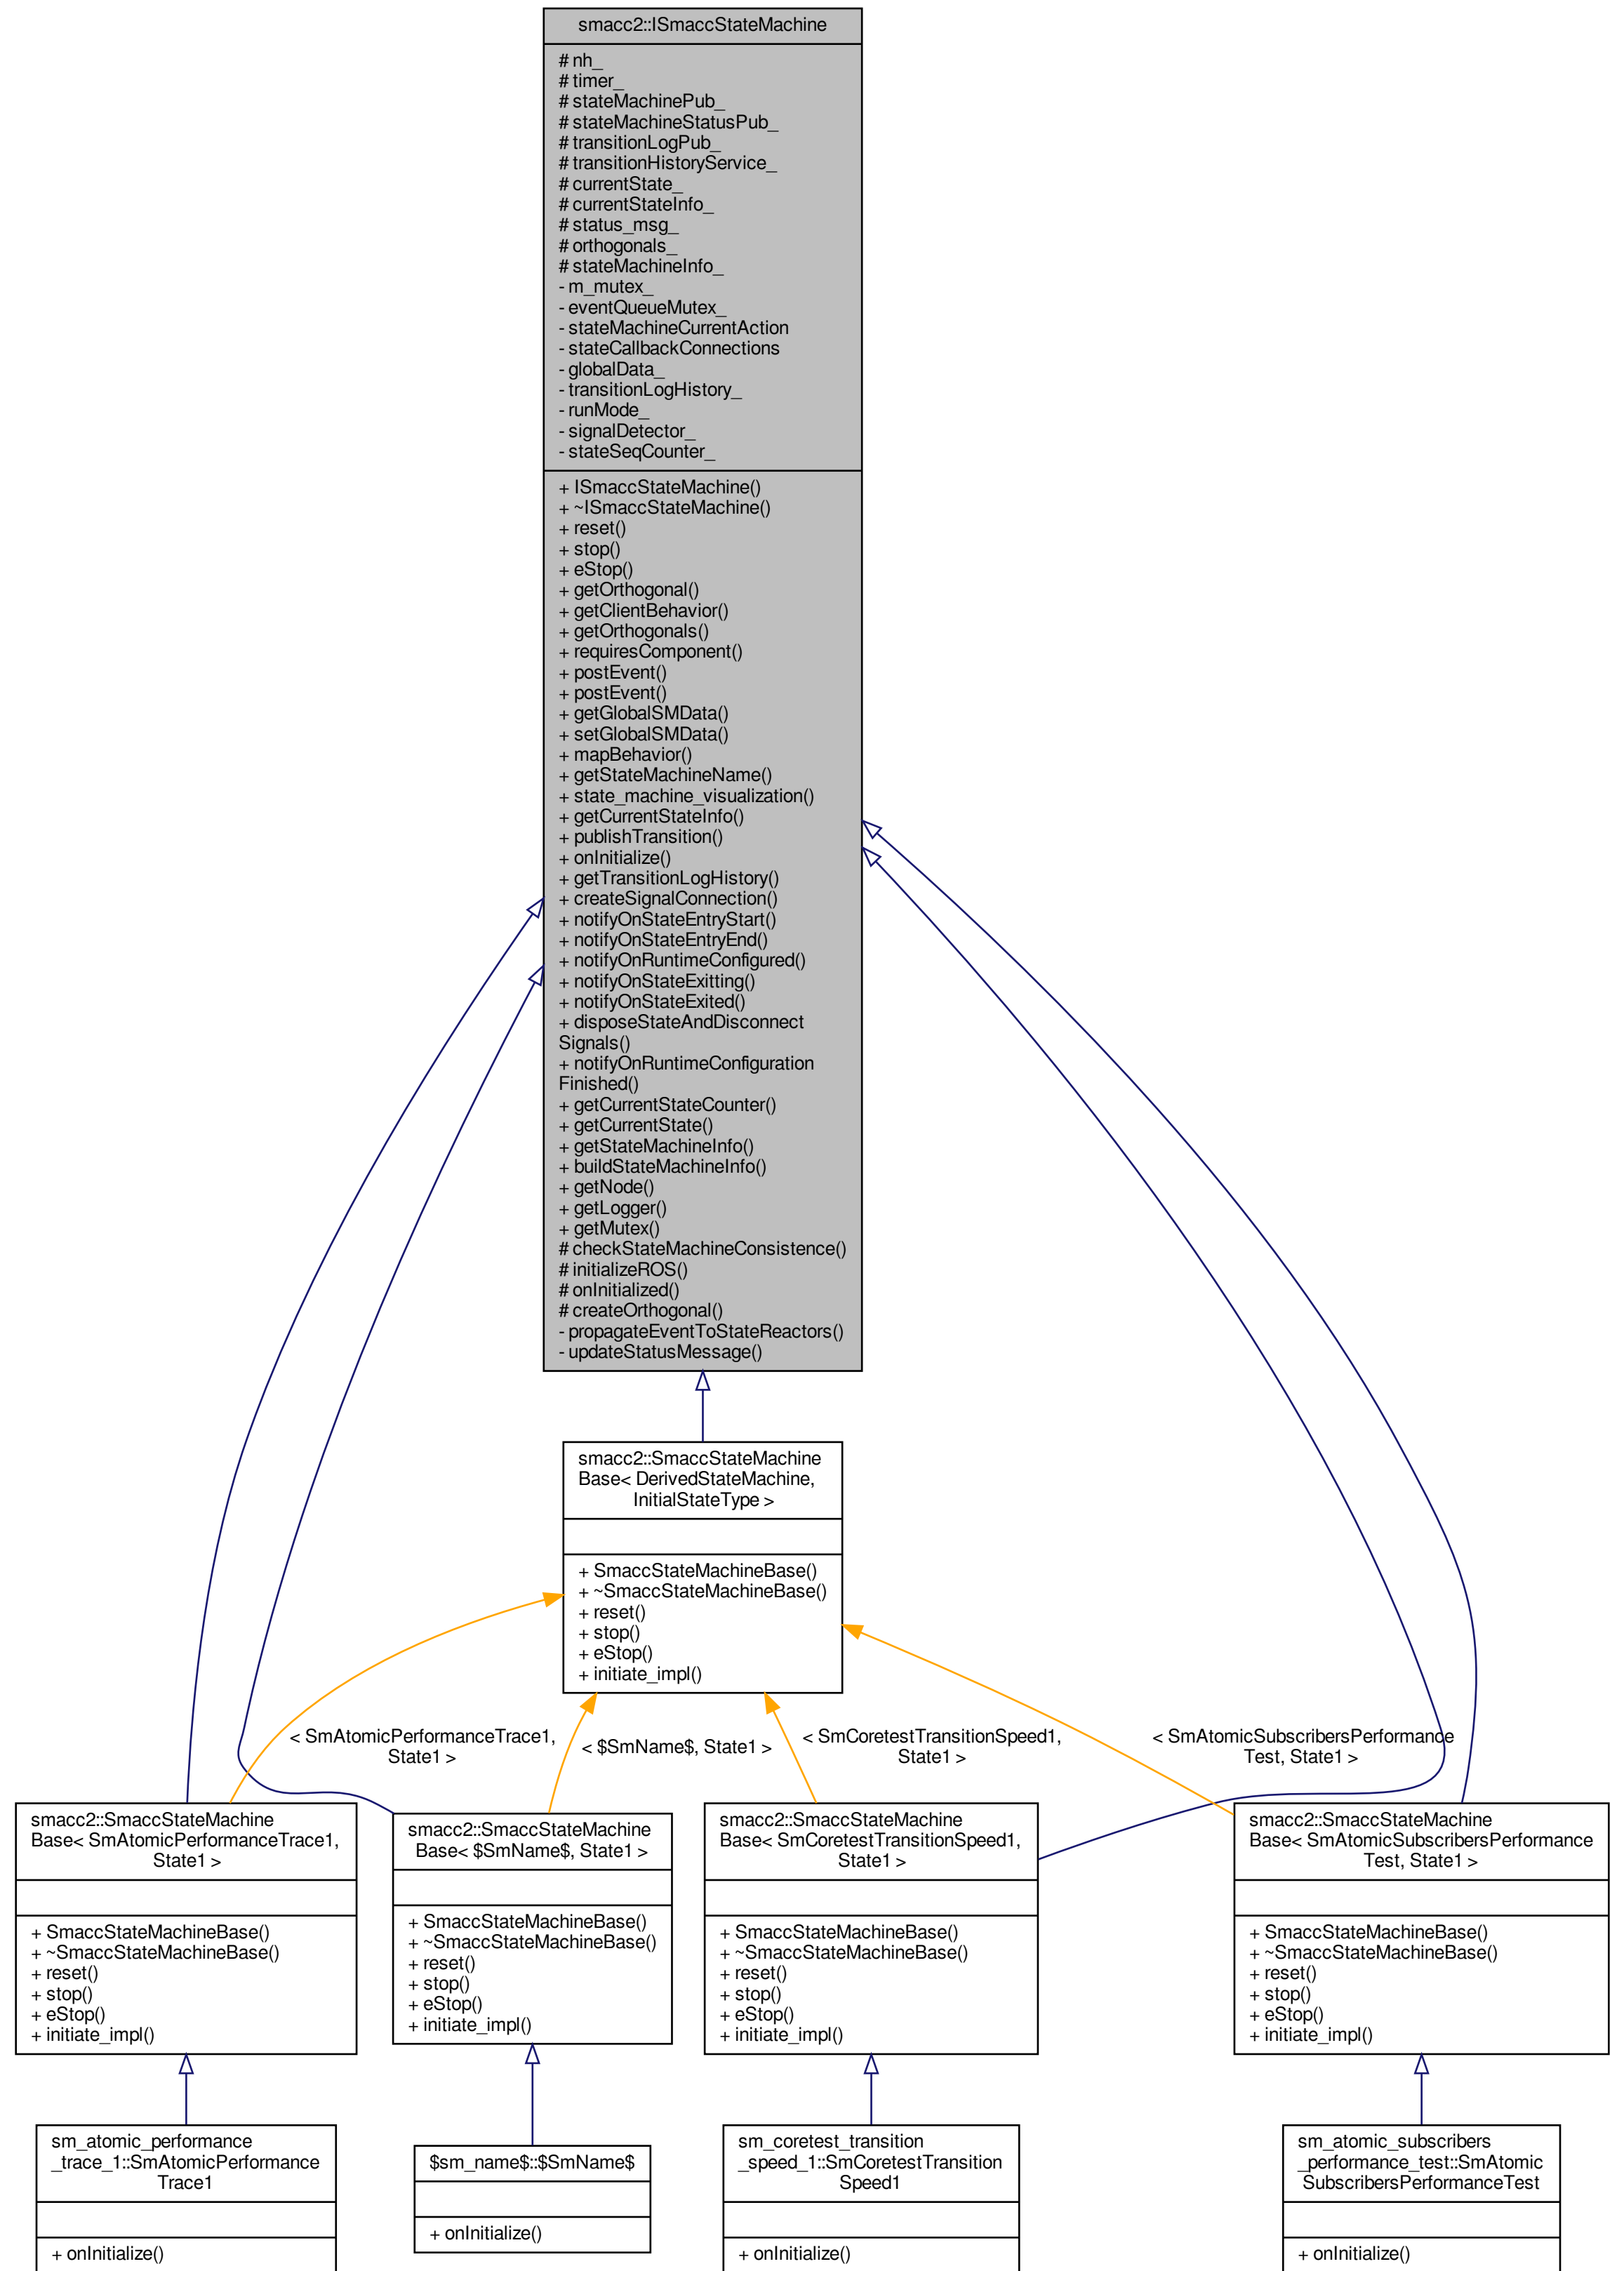 smacc2::ISmaccStateMachine
# nh_
# timer_
# stateMachinePub_
# stateMachineStatusPub_
# transitionLogPub_
# transitionHistoryService_
# currentState_
# currentStateInfo_
# status_msg_
# orthogonals_
# stateMachineInfo_
- m_mutex_
- eventQueueMutex_
- stateMachineCurrentAction
- stateCallbackConnections
- globalData_
- transitionLogHistory_
- runMode_
- signalDetector_
- stateSeqCounter_
+ ISmaccStateMachine()
+ ~ISmaccStateMachine()
+ reset()
+ stop()
+ eStop()
+ getOrthogonal()
+ getClientBehavior()
+ getOrthogonals()
+ requiresComponent()
+ postEvent()
+ postEvent()
+ getGlobalSMData()
+ setGlobalSMData()
+ mapBehavior()
+ getStateMachineName()
+ state_machine_visualization()
+ getCurrentStateInfo()
+ publishTransition()
+ onInitialize()
+ getTransitionLogHistory()
+ createSignalConnection()
+ notifyOnStateEntryStart()
+ notifyOnStateEntryEnd()
+ notifyOnRuntimeConfigured()
+ notifyOnStateExitting()
+ notifyOnStateExited()
+ disposeStateAndDisconnect
Signals()
+ notifyOnRuntimeConfiguration
Finished()
+ getCurrentStateCounter()
+ getCurrentState()
+ getStateMachineInfo()
+ buildStateMachineInfo()
+ getNode()
+ getLogger()
+ getMutex()
# checkStateMachineConsistence()
# initializeROS()
# onInitialized()
# createOrthogonal()
- propagateEventToStateReactors()
- updateStatusMessage()
smacc2::SmaccStateMachine
Base< DerivedStateMachine,
InitialStateType >
+ SmaccStateMachineBase()
+ ~SmaccStateMachineBase()
+ reset()
+ stop()
+ eStop()
+ initiate_impl()
< SmAtomicPerformanceTrace1,
State1 >
< $SmName$, State1 >
< SmCoretestTransitionSpeed1,
State1 >
< SmAtomicSubscribersPerformance
Test, State1 >
smacc2::SmaccStateMachine
Base< SmAtomicPerformanceTrace1,
State1 >
+ SmaccStateMachineBase()
+ ~SmaccStateMachineBase()
+ reset()
+ stop()
+ eStop()
+ initiate_impl()
smacc2::SmaccStateMachine
Base< $SmName$, State1 >
+ SmaccStateMachineBase()
+ ~SmaccStateMachineBase()
+ reset()
+ stop()
+ eStop()
+ initiate_impl()
smacc2::SmaccStateMachine
Base< SmCoretestTransitionSpeed1,
State1 >
+ SmaccStateMachineBase()
+ ~SmaccStateMachineBase()
+ reset()
+ stop()
+ eStop()
+ initiate_impl()
smacc2::SmaccStateMachine
Base< SmAtomicSubscribersPerformance
Test, State1 >
+ SmaccStateMachineBase()
+ ~SmaccStateMachineBase()
+ reset()
+ stop()
+ eStop()
+ initiate_impl()
sm_atomic_performance
_trace_1::SmAtomicPerformance
Trace1
+ onInitialize()
$sm_name$::$SmName$
+ onInitialize()
sm_coretest_transition
_speed_1::SmCoretestTransition
Speed1
+ onInitialize()
sm_atomic_subscribers
_performance_test::SmAtomic
SubscribersPerformanceTest
+ onInitialize()